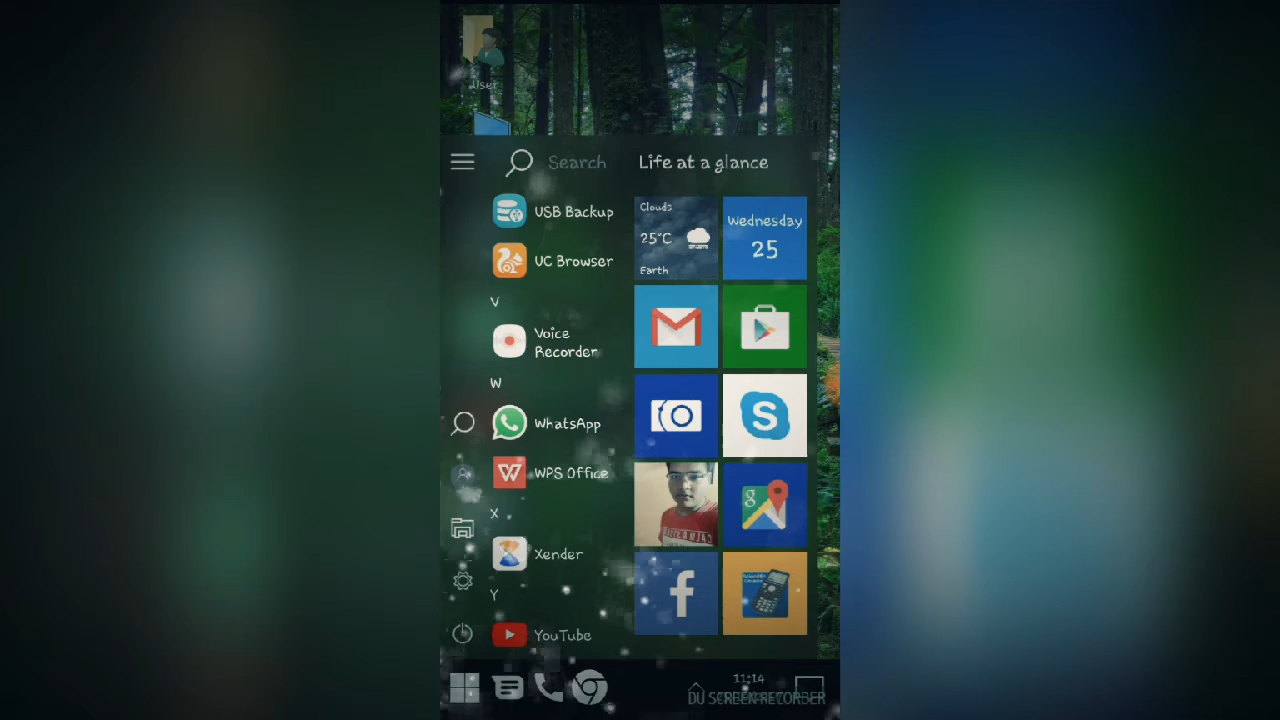 User
Search
Life at a glance
USB Backup
UC Browser
V
Voice
Recorder
W
WhatsApp
WPS Office
X
Xender
Y
YouTube
Clouds
25°C
Earth
Wednesday
25
11:14
DU SCREEN RECORDER